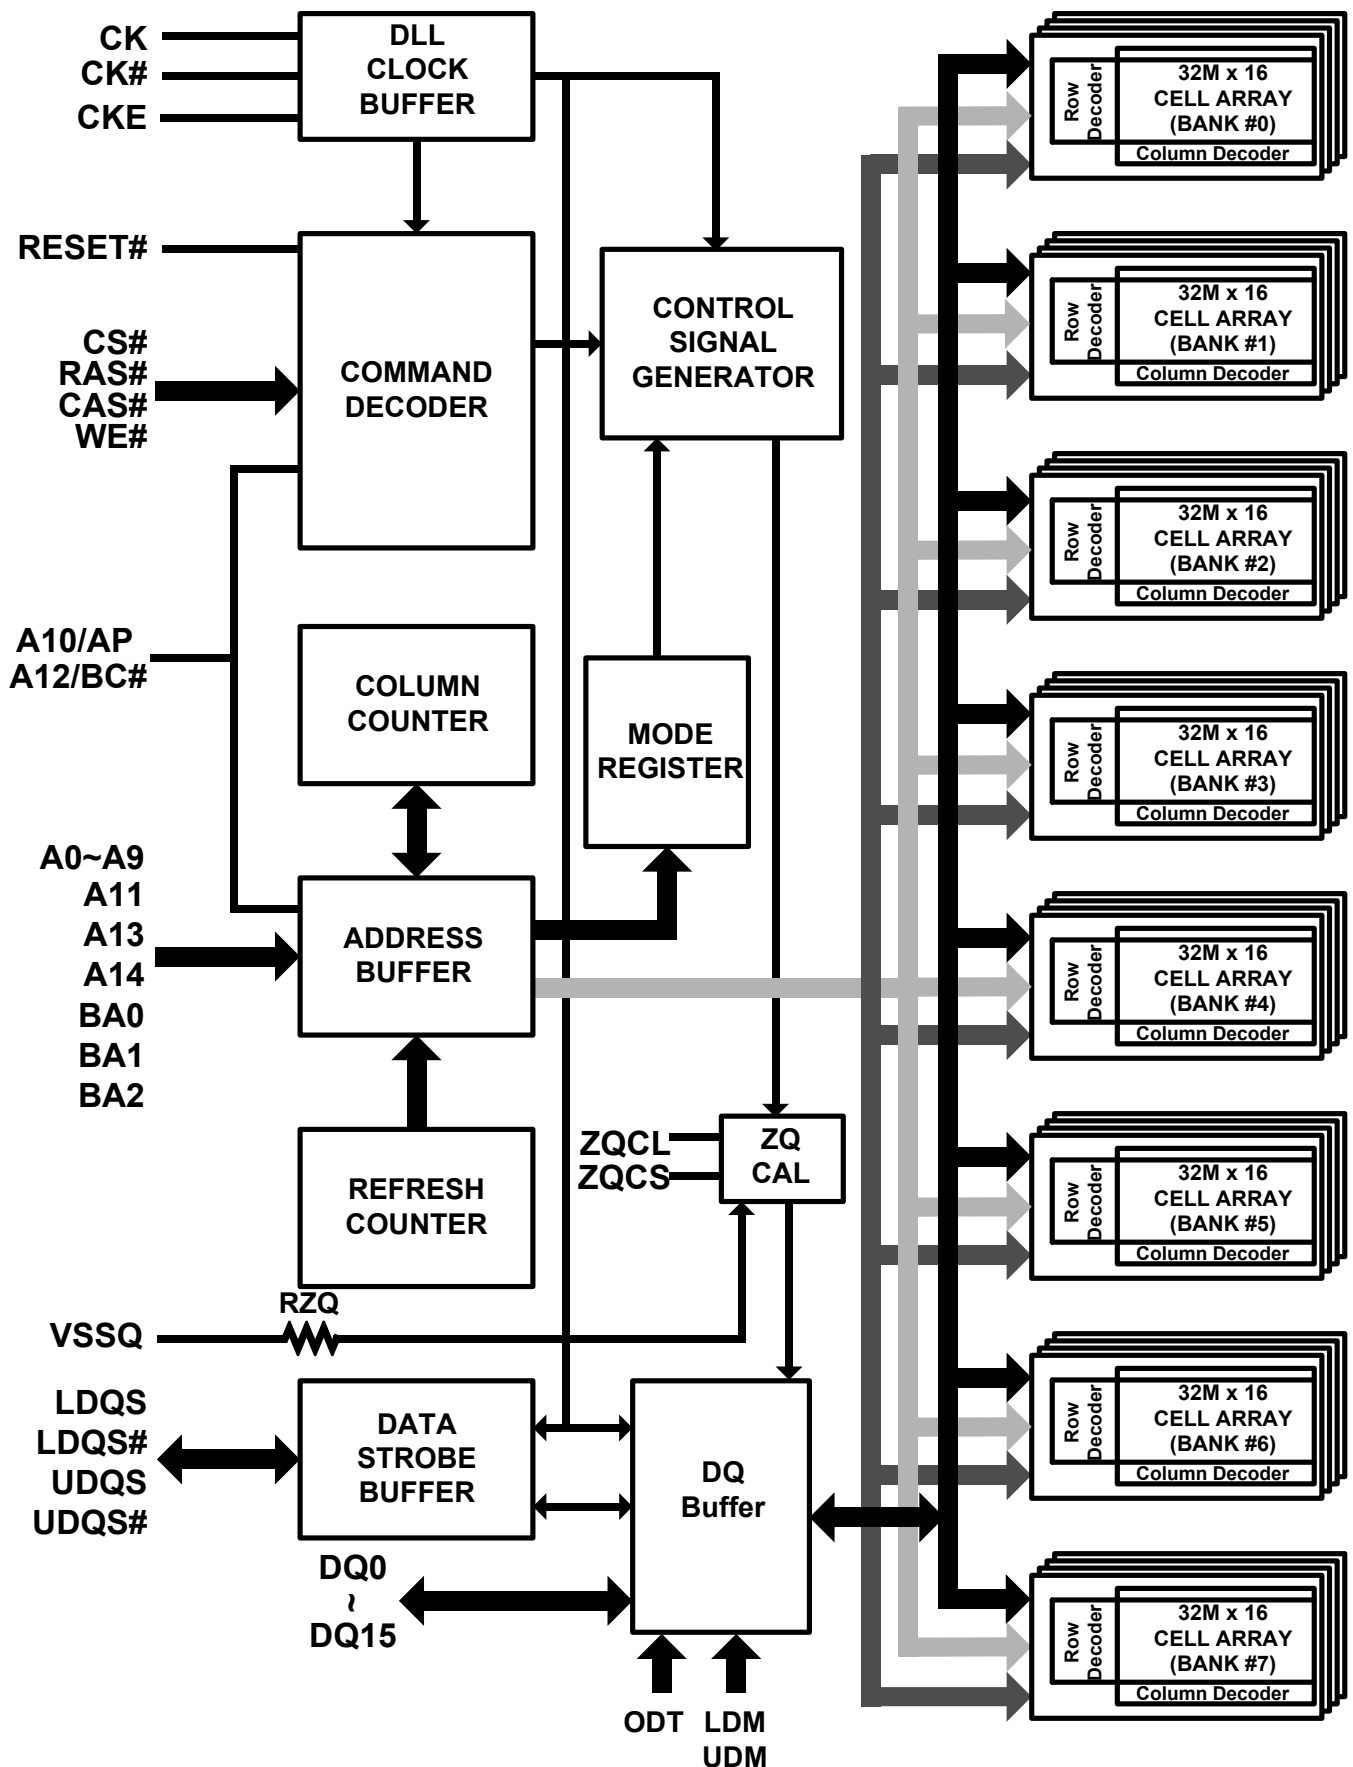 CK
CK#
CKE
DLL
CLOCK
BUFFER
RESET#
CS#
RAS#
CAS#
WE#
COMMAND
DECODER
CONTROL
SIGNAL
GENERATOR
A10/AP
A12/BC#
COLUMN
COUNTER
MODE
REGISTER
A0~A9
A11
A13
A14
BA0
BA1
BA2
ADDRESS
BUFFER
REFRESH
COUNTER
ZQCL
ZQCS
ZQ
CAL
RZQ
VSSQ
LDQS
LDQS#
UDQS
UDQS#
DATA
STROBE
BUFFER
DQ
Buffer
DQ0
~
DQ15
ODT
LDM
UDM
Row
Decoder
32M x 16
CELL ARRAY
(BANK #0)
Column Decoder
Row
Decoder
32M x 16
CELL ARRAY
(BANK #1)
Column Decoder
Row
Decoder
32M x 16
CELL ARRAY
(BANK #2)
Column Decoder
Row
Decoder
32M x 16
CELL ARRAY
(BANK #3)
Column Decoder
Row
Decoder
32M x 16
CELL ARRAY
(BANK #4)
Column Decoder
Row
Decoder
32M x 16
CELL ARRAY
(BANK #5)
Column Decoder
Row
Decoder
32M x 16
CELL ARRAY
(BANK #6)
Column Decoder
Row
Decoder
32M x 16
CELL ARRAY
(BANK #7)
Column Decoder